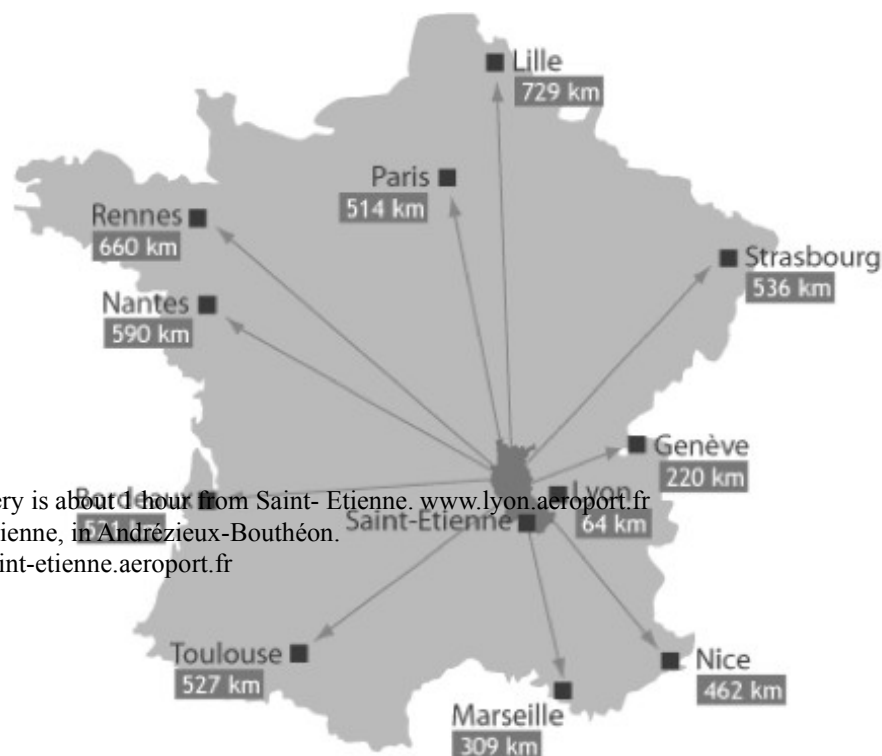 Lille
729 km
Paris
514 km
Rennes
660 km
Strasbourg
536 km
Nantes
590 km
Genève
220 km
Bordeaux
ery is about 1 hour from Saint- Etienne. www.lyon.aeroport.fr
Lyon
64 km
Saint-Etienne
ienne, in Andrézieux-Bouthéon.
int-etienne.aeroport.fr
Toulouse
527 km
Nice
462 km
Marseille
309 km